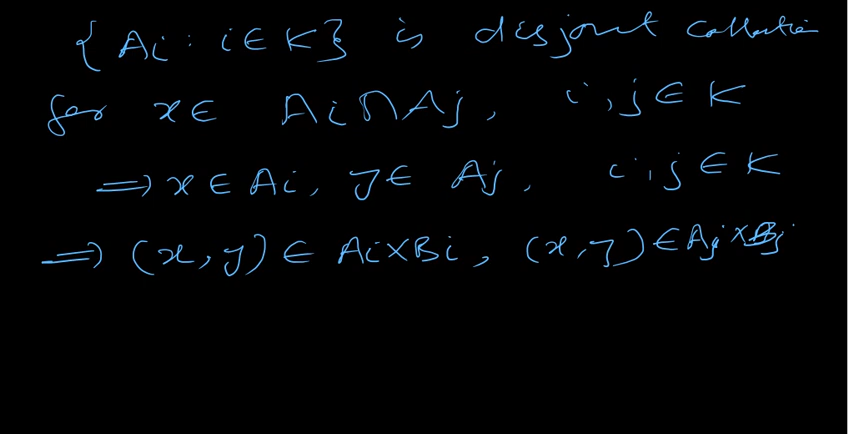 {Ai : i ∈ K} is disjoint collection
for x ∈ Ai ∩ Aj, i, j ∈ K
⟹ x ∈ Ai, y ∈ Aj, i, j ∈ K
⟹ (x, y) ∈ Ai × Bi, (x, y) ∈ Aj × Bj